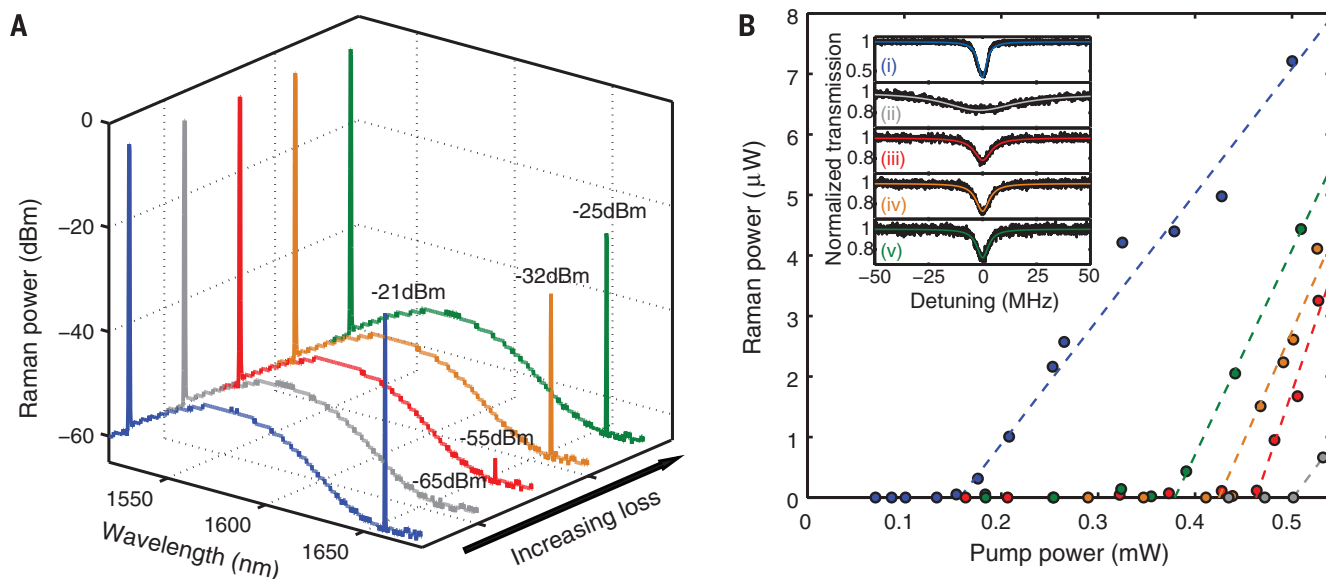 A
Raman power (dBm)
0
−20
−40
−60
1550
1600
1650
Wavelength (nm)
Increasing loss
-21dBm
-65dBm
-55dBm
-32dBm
-25dBm
B
Raman power (μW)
8
7
6
5
4
3
2
1
0
0
0.1
0.2
0.3
0.4
0.5
Pump power (mW)
Normalized transmission
1
0.5
(i)
1
0.8
(ii)
1
0.8
(iii)
1
0.8
(iv)
1
0.8
(v)
-50
-25
0
25
50
Detuning (MHz)